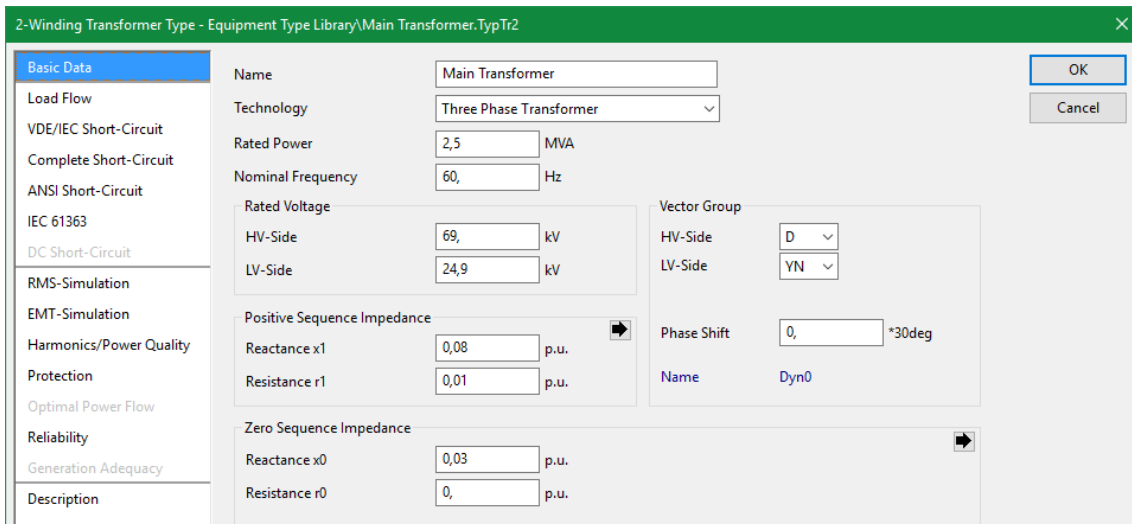 2-Winding Transformer Type - Equipment Type Library\Main Transformer.TypTr2
Basic Data
Load Flow
VDE/IEC Short-Circuit
Complete Short-Circuit
ANSI Short-Circuit
IEC 61363
DC Short-Circuit
RMS-Simulation
EMT-Simulation
Harmonics/Power Quality
Protection
Optimal Power Flow
Reliability
Generation Adequacy
Description
Name Main Transformer
Technology Three Phase Transformer
Rated Power 2,5 MVA
Nominal Frequency 60, Hz
Rated Voltage
HV-Side 69, kV
LV-Side 24,9 kV
Vector Group
HV-Side D
LV-Side YN
Phase Shift 0, *30deg
Name Dyn0
Positive Sequence Impedance
Reactance x1 0,08 p.u.
Resistance r1 0,01 p.u.
Zero Sequence Impedance
Reactance x0 0,03 p.u.
Resistance r0 0, p.u.
OK
Cancel